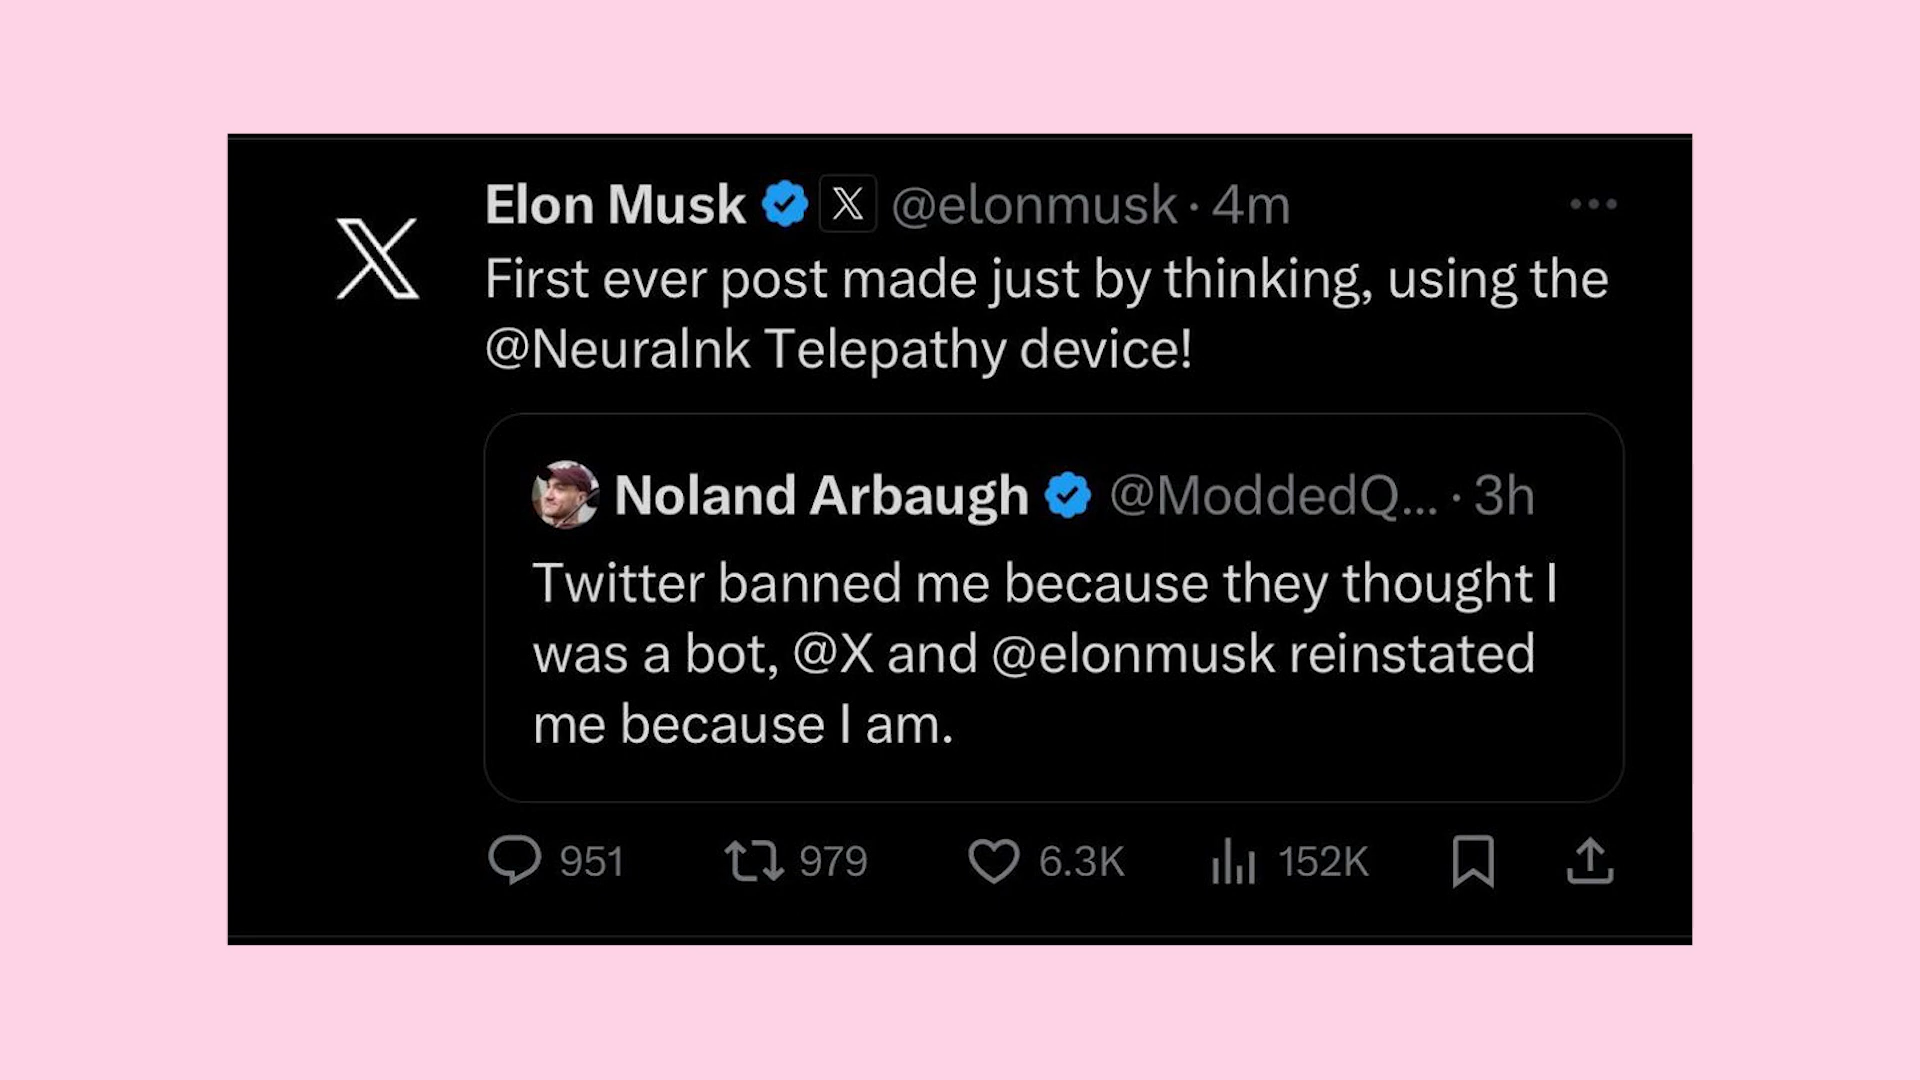 Elon Musk @elonmusk · 4m
First ever post made just by thinking, using the
@Neuralnk Telepathy device!
Noland Arbaugh @ModdedQ... · 3h
Twitter banned me because they thought I
was a bot, @X and @elonmusk reinstated
me because I am.
951 979 6.3K 152K